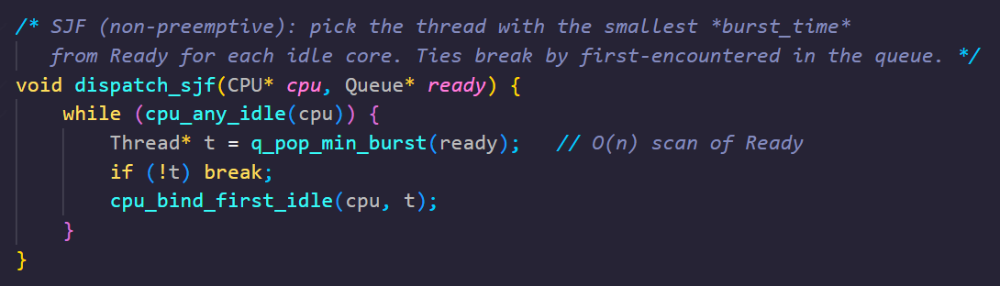 /* SJF (non-preemptive): pick the thread with the smallest *burst_time*
   from Ready for each idle core. Ties break by first-encountered in the queue. */
void dispatch_sjf(CPU* cpu, Queue* ready) {
    while (cpu_any_idle(cpu)) {
        Thread* t = q_pop_min_burst(ready);   // O(n) scan of Ready
        if (!t) break;
        cpu_bind_first_idle(cpu, t);
    }
}